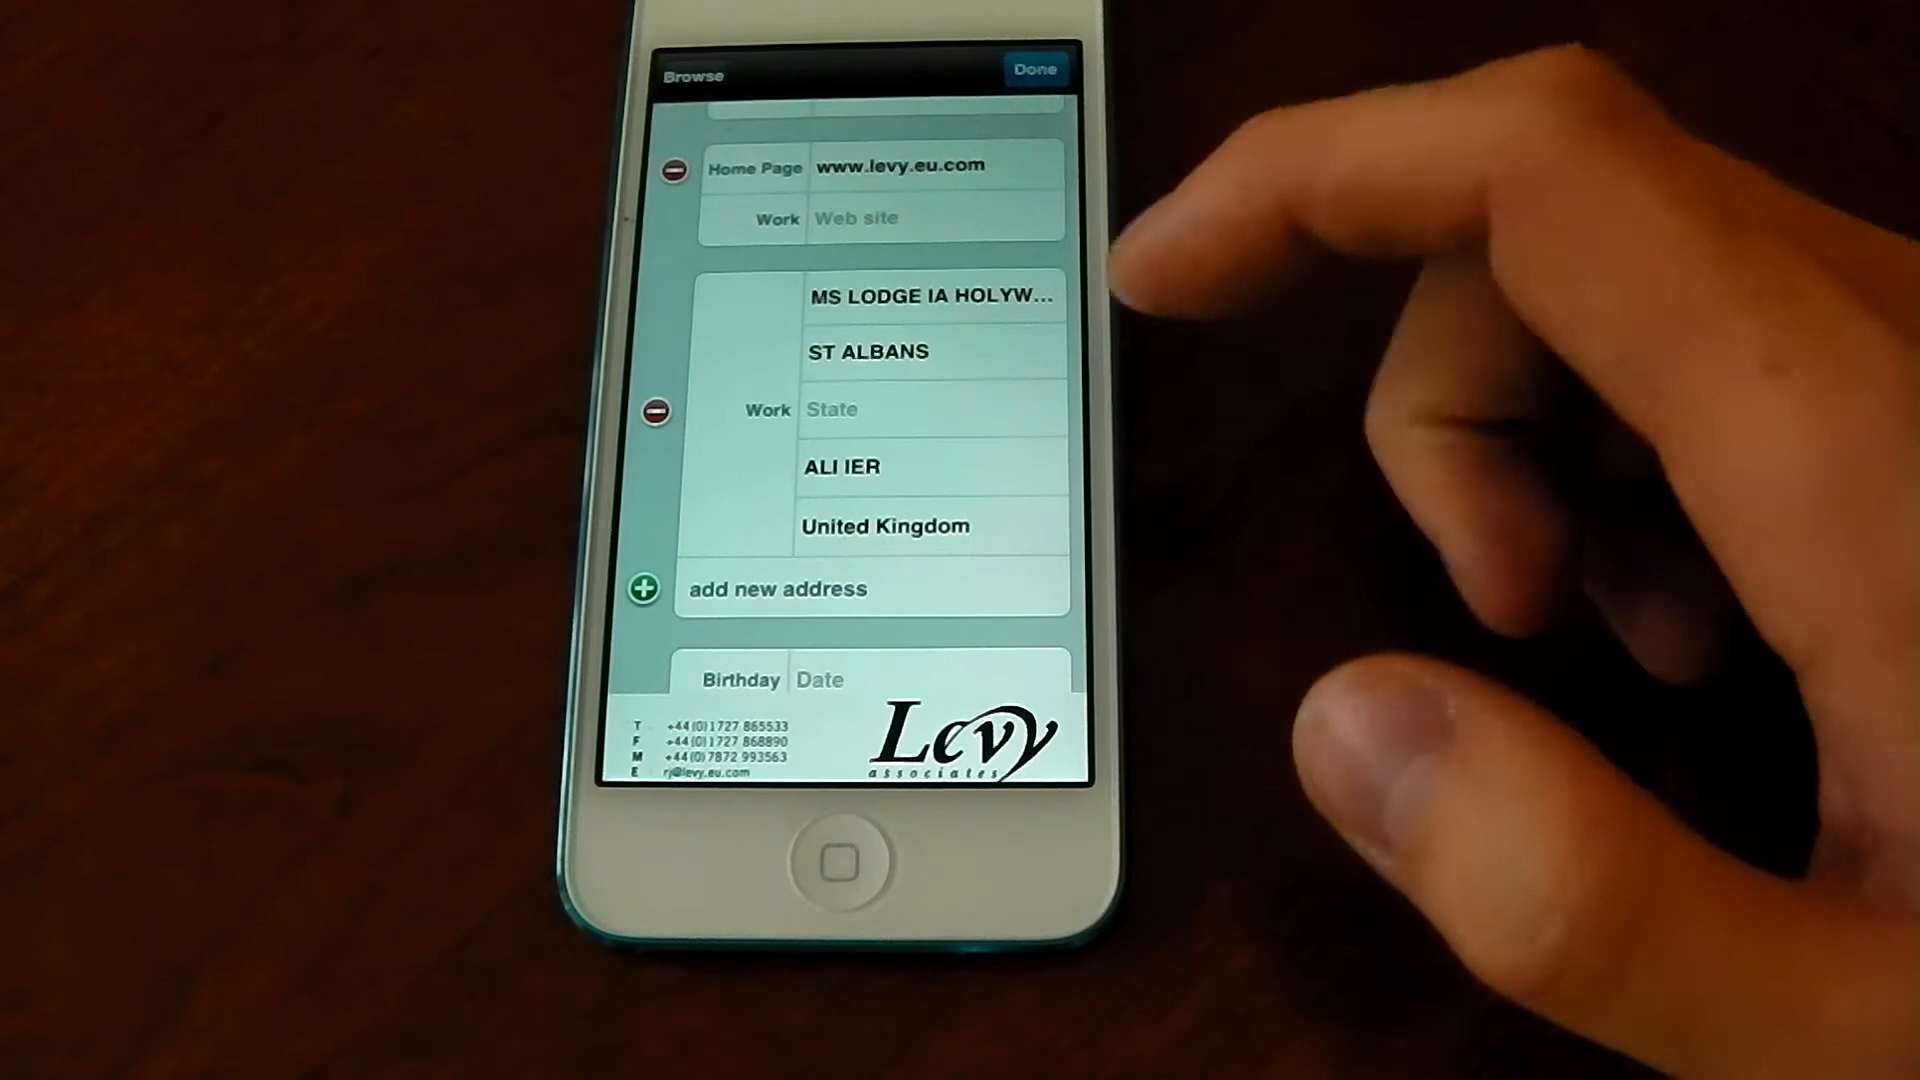 Browse
Done
Home Page www.levy.eu.com
Work Web site
MS LODGE IA HOLYW...
ST ALBANS
Work State
ALI IER
United Kingdom
add new address
Birthday Date
T +44 (0)1727 865533
F +44 (0)1727 868890
M +44 (0)7872 993563
E rj@levy.eu.com
Levy
associates